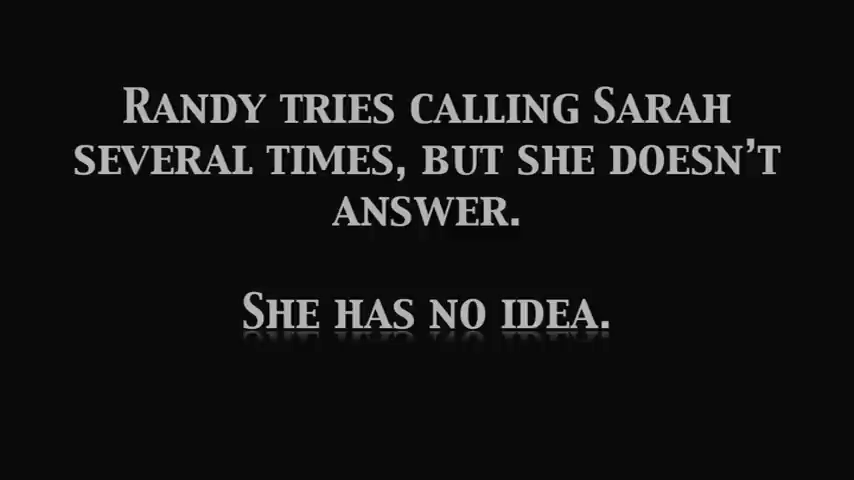 Randy tries calling Sarah
several times, but she doesn’t
answer.
She has no idea.